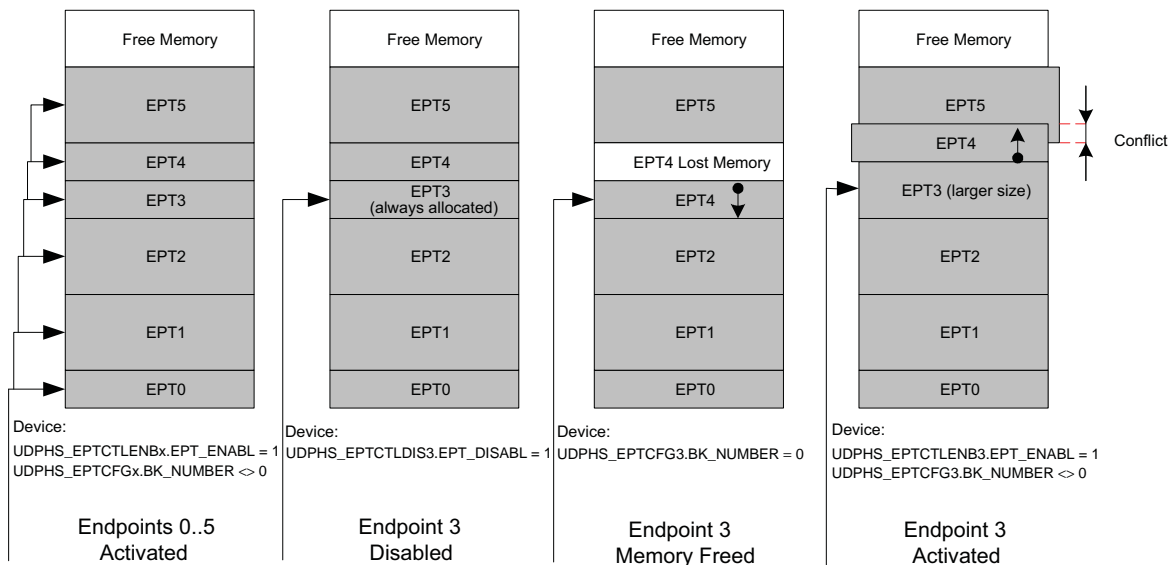 Free Memory
EPT5
EPT4
EPT3
EPT2
EPT1
EPT0
Device:
UDPHS_EPTCTLENBx.EPT_ENABL = 1
UDPHS_EPTCFGx.BK_NUMBER <> 0
Endpoints 0..5
Activated
Free Memory
EPT5
EPT4
EPT3
(always allocated)
EPT2
EPT1
EPT0
Device:
UDPHS_EPTCTLDIS3.EPT_DISABL = 1
Endpoint 3
Disabled
Free Memory
EPT5
EPT4 Lost Memory
EPT4
EPT2
EPT1
EPT0
Device:
UDPHS_EPTCFG3.BK_NUMBER = 0
Endpoint 3
Memory Freed
Free Memory
EPT5
EPT4
Conflict
EPT3 (larger size)
EPT2
EPT1
EPT0
Device:
UDPHS_EPTCTLENB3.EPT_ENABL = 1
UDPHS_EPTCFG3.BK_NUMBER <> 0
Endpoint 3
Activated